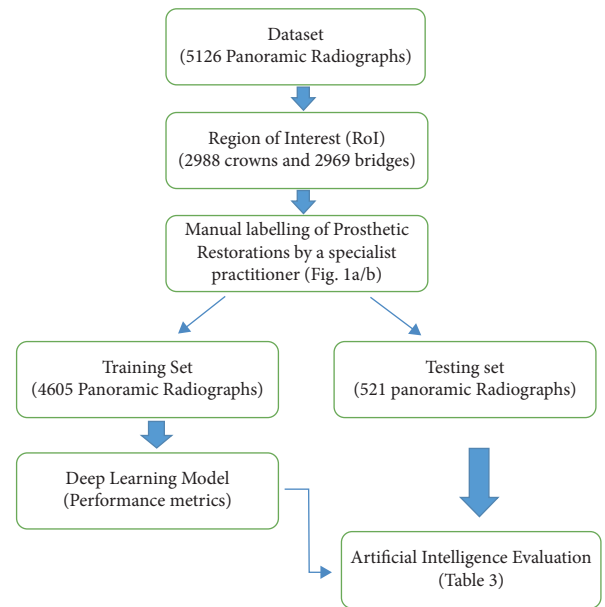 Dataset
(5126 Panoramic Radiographs)
Region of Interest (RoI)
(2988 crowns and 2969 bridges)
Manual labelling of Prosthetic
Restorations by a specialist
practitioner (Fig. 1a/b)
Training Set
(4605 Panoramic Radiographs)
Testing set
(521 panoramic Radiographs)
Deep Learning Model
(Performance metrics)
Artificial Intelligence Evaluation
(Table 3)